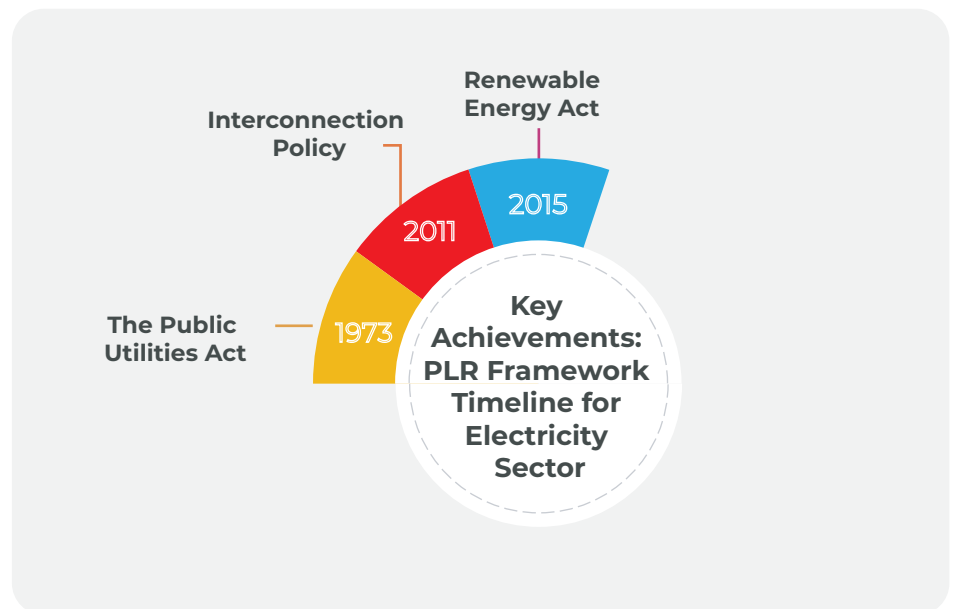 Renewable
Energy Act
Interconnection
Policy
2015
2011
The Public
Utilities Act
1973
Key
Achievements:
PLR Framework
Timeline for
Electricity
Sector